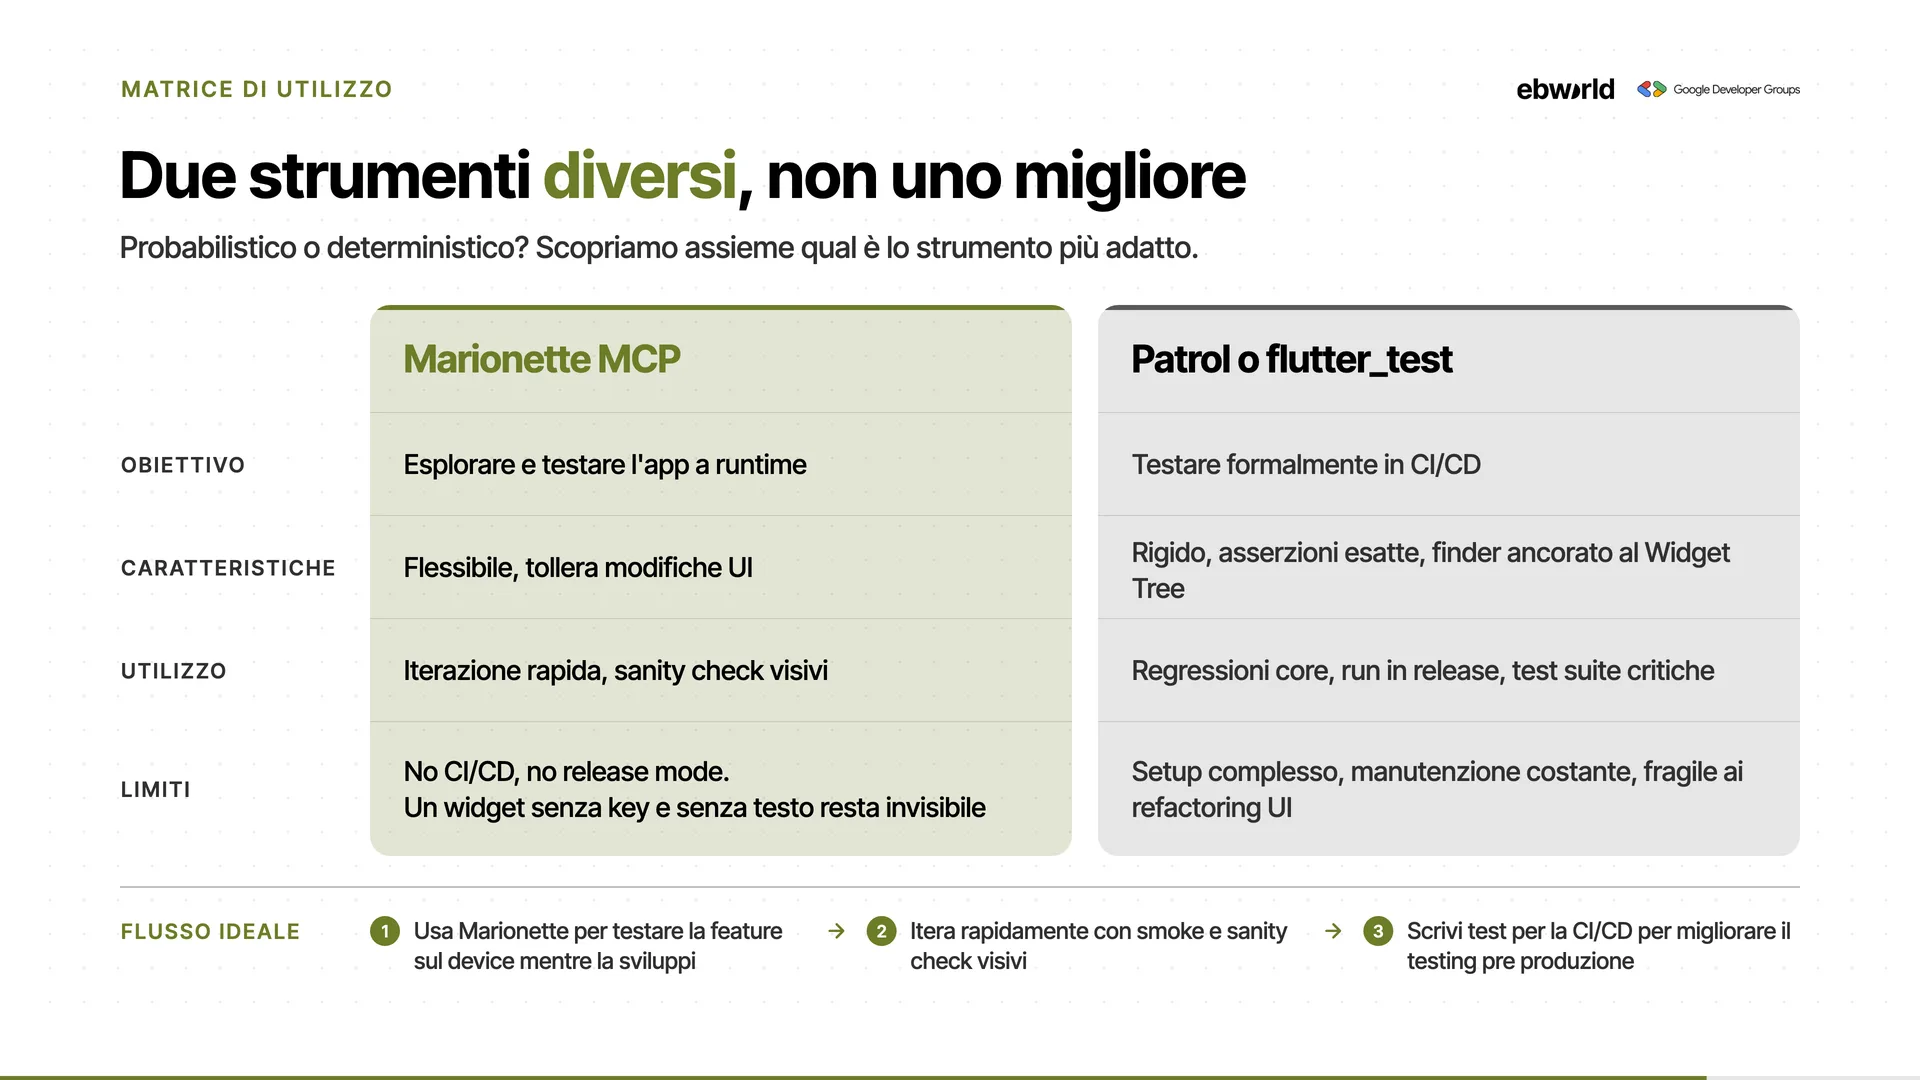 MATRICE DI UTILIZZO
ebworld
Google Developer Groups
Due strumenti diversi, non uno migliore
Probabilistico o deterministico? Scopriamo assieme qual è lo strumento più adatto.
Marionette MCP
Patrol o flutter_test
OBIETTIVO
Esplorare e testare l'app a runtime
Testare formalmente in CI/CD
CARATTERISTICHE
Flessibile, tollera modifiche UI
Rigido, asserzioni esatte, finder ancorato al Widget
Tree
UTILIZZO
Iterazione rapida, sanity check visivi
Regressioni core, run in release, test suite critiche
LIMITI
No CI/CD, no release mode.
Un widget senza key e senza testo resta invisibile
Setup complesso, manutenzione costante, fragile ai
refactoring UI
FLUSSO IDEALE
1 Usa Marionette per testare la feature
sul device mentre la sviluppi
→ 2 Itera rapidamente con smoke e sanity
check visivi
→ 3 Scrivi test per la CI/CD per migliorare il
testing pre produzione